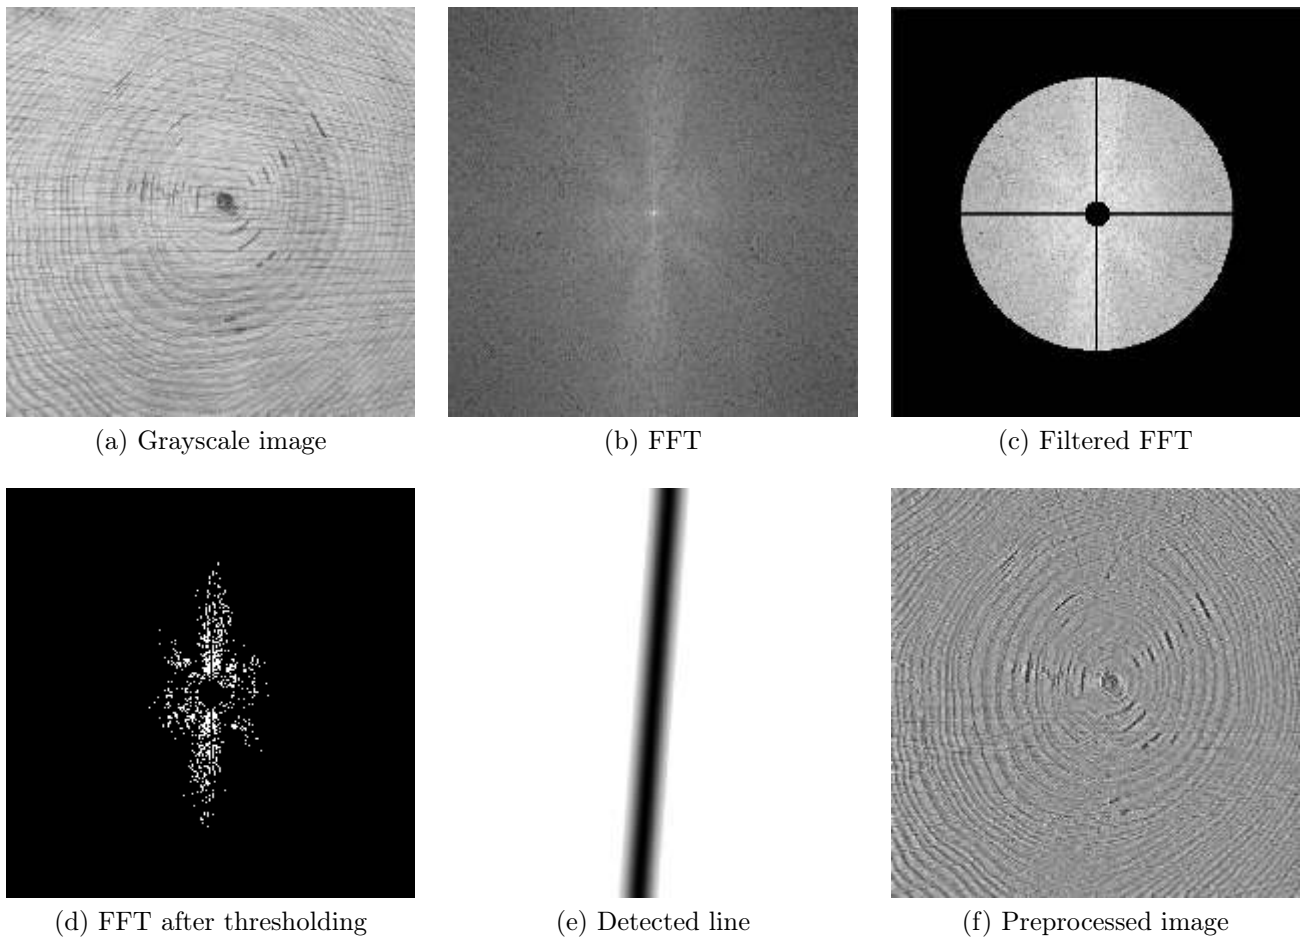 (a) Grayscale image
(b) FFT
(c) Filtered FFT
(d) FFT after thresholding
(e) Detected line
(f) Preprocessed image